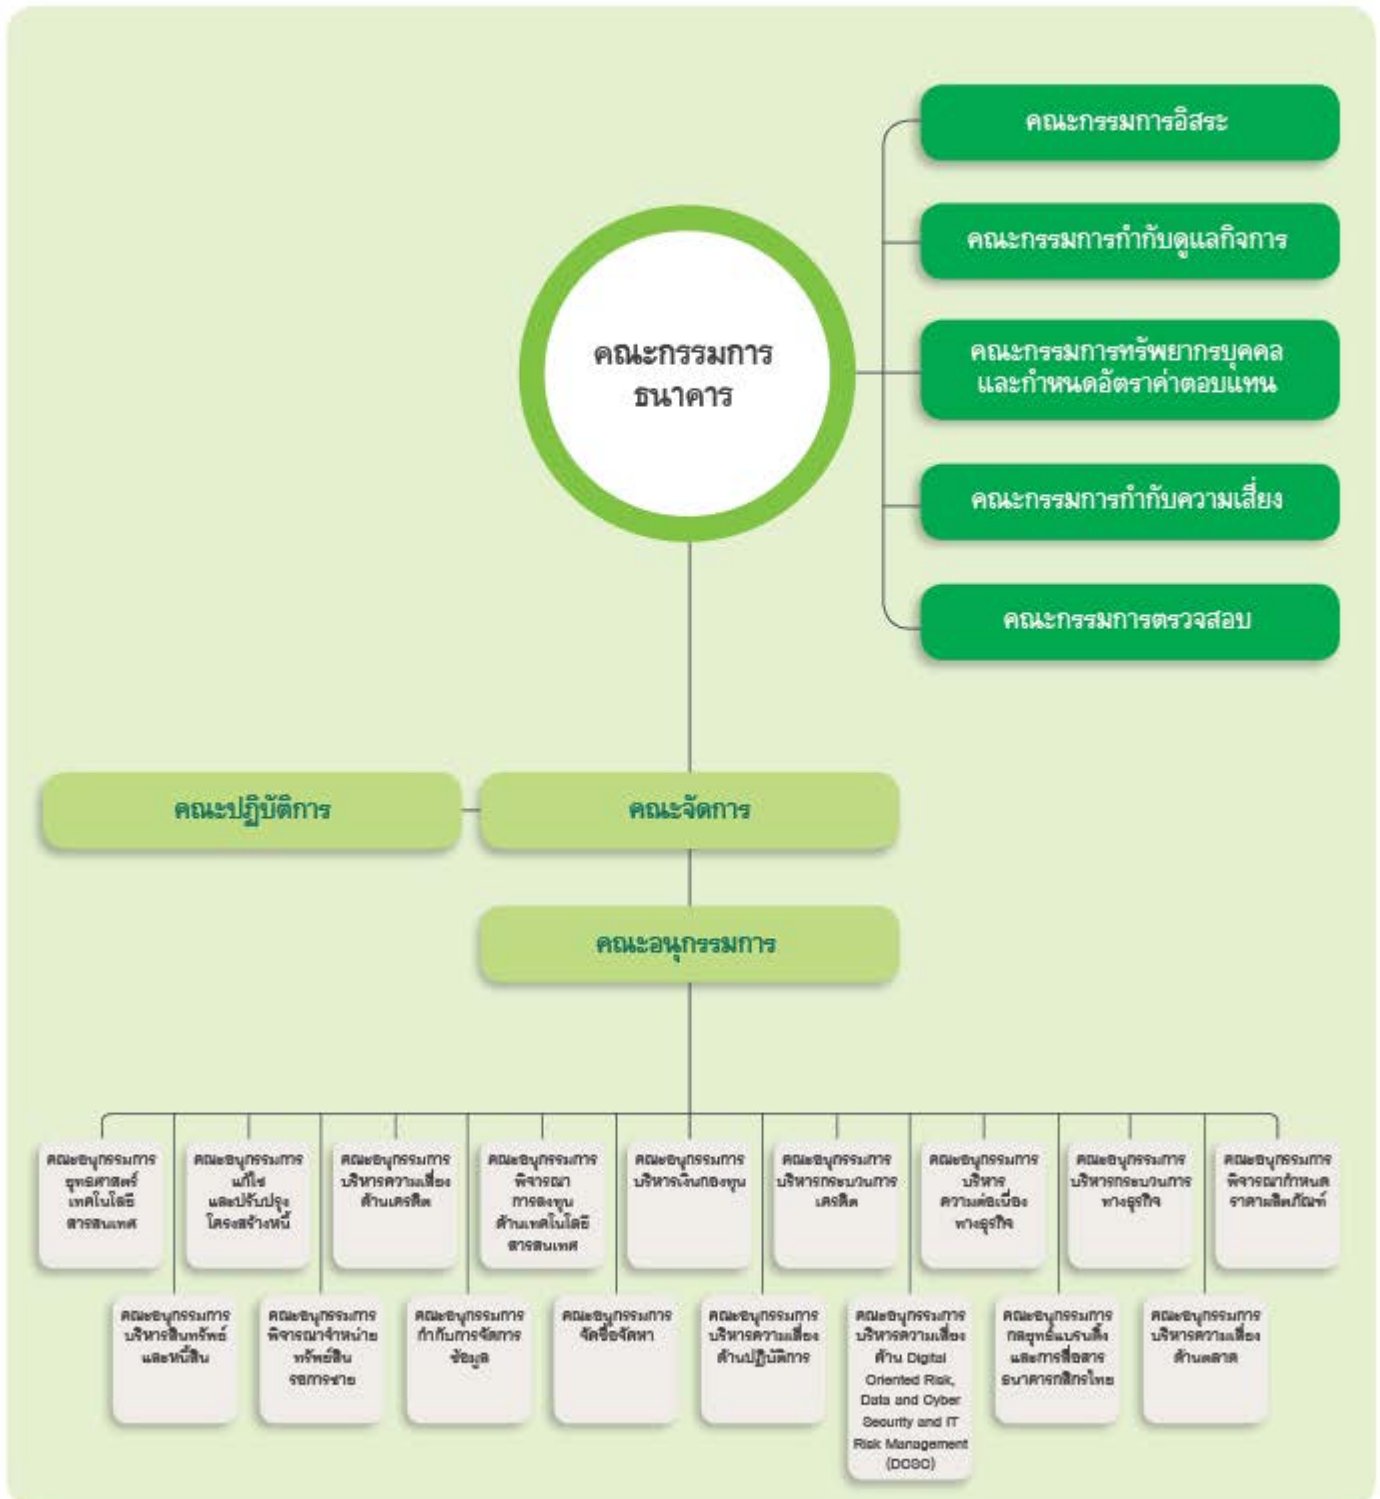 คณะกรรมการอิสระ
คณะกรรมการกำกับดูแลกิจการ
คณะกรรมการ
ธนาคาร
คณะกรรมการทรัพยากรบุคคล
และกำหนดอัตราค่าตอบแทน
คณะกรรมการกำกับความเสี่ยง
คณะกรรมการตรวจสอบ
คณะปฏิบัติการ
คณะจัดการ
คณะอนุกรรมการ
คณะอนุกรรมการ
ยุทธศาสตร์
เทคโนโลยี
สารสนเทศ
คณะอนุกรรมการ
แก้ไข
และปรับปรุง
โครงสร้างหนี้
คณะอนุกรรมการ
บริหารความเสี่ยง
ด้านเครดิต
คณะอนุกรรมการ
พิจารณา
การลงทุน
ด้านเทคโนโลยี
สารสนเทศ
คณะอนุกรรมการ
บริหารเงินกองทุน
คณะอนุกรรมการ
บริหารกระบวนการ
เครดิต
คณะอนุกรรมการ
บริหาร
ความต่อเนื่อง
ทางธุรกิจ
คณะอนุกรรมการ
บริหารกระบวนการ
ทางธุรกิจ
คณะอนุกรรมการ
พิจารณากำหนด
ราคาผลิตภัณฑ์
คณะอนุกรรมการ
บริหารสินทรัพย์
และหนี้สิน
คณะอนุกรรมการ
พิจารณาจำหน่าย
ทรัพย์สิน
รอการขาย
คณะอนุกรรมการ
กำกับการจัดการ
ข้อมูล
คณะอนุกรรมการ
จัดซื้อจัดหา
คณะอนุกรรมการ
บริหารความเสี่ยง
ด้านปฏิบัติการ
คณะอนุกรรมการ
บริหารความเสี่ยง
ด้าน Digital
Oriented Risk,
Data and Cyber
Security and IT
Risk Management
(DCSC)
คณะอนุกรรมการ
กลยุทธ์แบรนดิ้ง
และการสื่อสาร
ธนาคารกสิกรไทย
คณะอนุกรรมการ
บริหารความเสี่ยง
ด้านตลาด